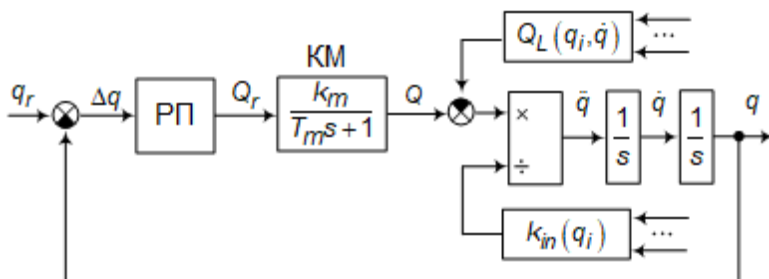 Q_L(q_i, q̇)
...
КМ
q_r
Δq
РП
Q_r
k_m
T_m s + 1
Q
×
÷
q̈
1
s
q̇
1
s
q
k_in(q_i)
...